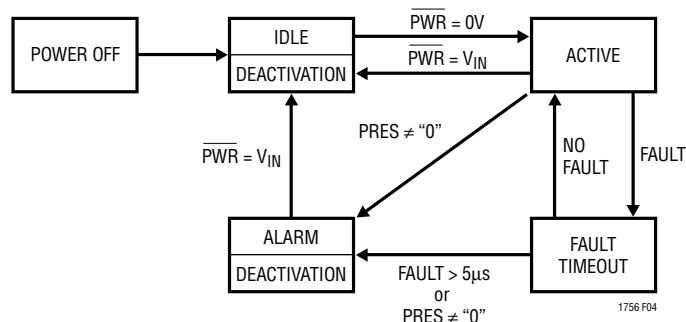 POWER OFF
IDLE
DEACTIVATION
PWR = 0V
PWR = VIN
ACTIVE
PWR = VIN
PRES ≠ “0”
NO
FAULT
FAULT
ALARM
DEACTIVATION
FAULT > 5µs
or
PRES ≠ “0”
FAULT
TIMEOUT
1756 F04